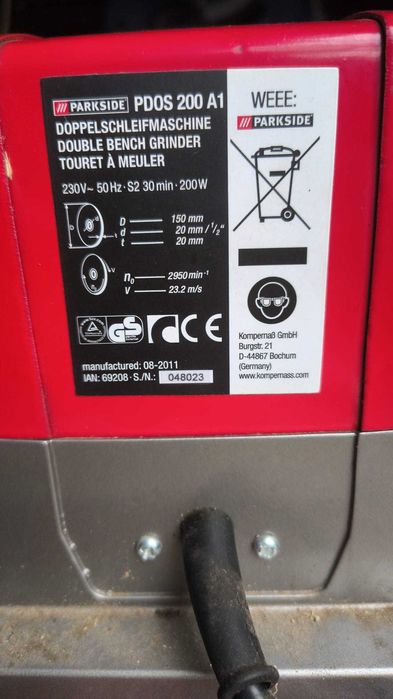 /// PARKSIDE PDOS 200 A1
DOPPELSCHLEIFMASCHINE
DOUBLE BENCH GRINDER
TOURET À MEULER
230V~ 50 Hz · S2 30 min · 200W
D 150 mm
d 20 mm / 1/2"
t 20 mm
n₀ 2950 min⁻¹
V 23.2 m/s
GS
CE
manufactured: 08-2011
IAN: 69208 · S./N.: 048023
WEEE:
/// PARKSIDE
Kompernaß GmbH
Burgstr. 21
D-44867 Bochum
(Germany)
www.kompernass.com